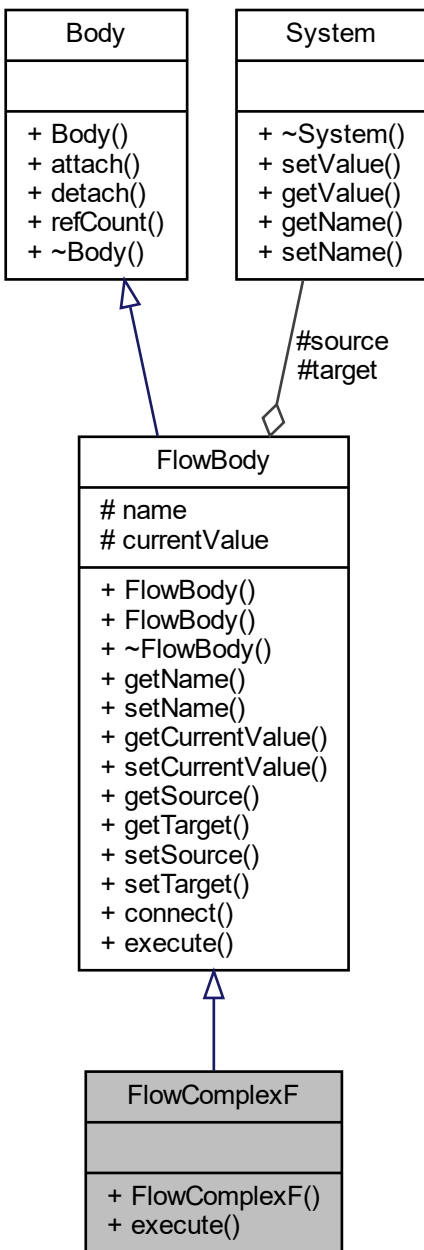 Body
+ Body()
+ attach()
+ detach()
+ refCount()
+ ~Body()
System
+ ~System()
+ setValue()
+ getValue()
+ getName()
+ setName()
#source
#target
FlowBody
# name
# currentValue
+ FlowBody()
+ FlowBody()
+ ~FlowBody()
+ getName()
+ setName()
+ getCurrentValue()
+ setCurrentValue()
+ getSource()
+ getTarget()
+ setSource()
+ setTarget()
+ connect()
+ execute()
FlowComplexF
+ FlowComplexF()
+ execute()